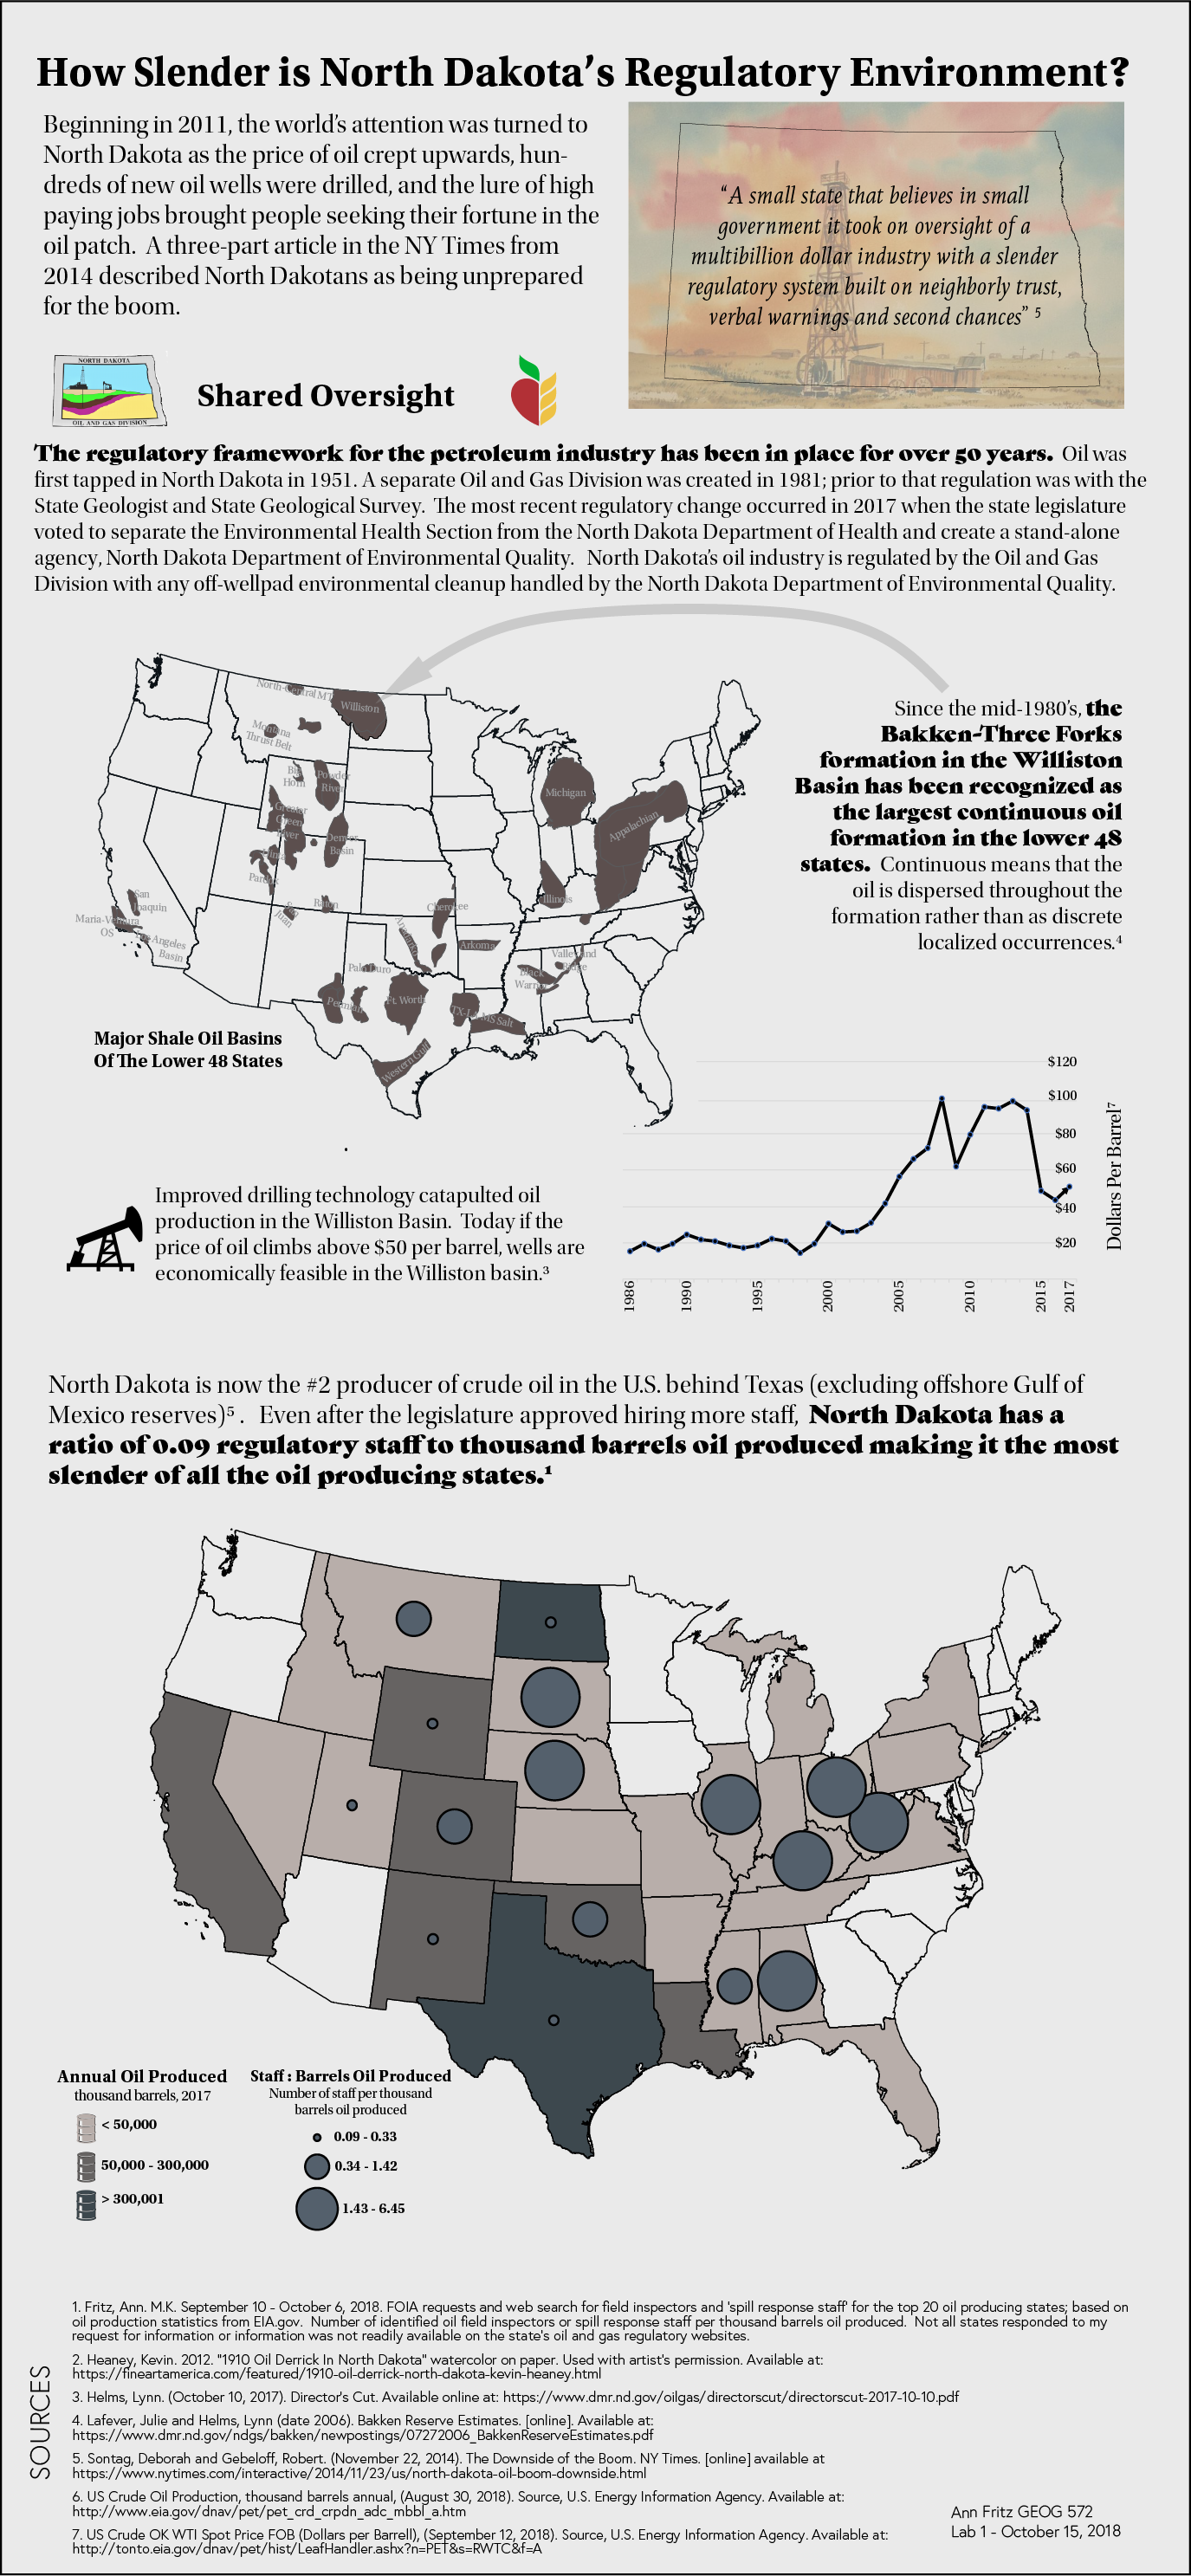 How Slender is North Dakota's Regulatory Environment?
Beginning in 2011, the world's attention was turned to
North Dakota as the price of oil crept upwards, hun-
dreds of new oil wells were drilled, and the lure of high
paying jobs brought people seeking their fortune in the
oil patch. A three-part article in the NY Times from
2014 described North Dakotans as being unprepared
for the boom.
"A small state that believes in small
government it took on oversight of a
multibillion dollar industry with a slender
regulatory system built on neighborly trust,
verbal warnings and second chances" 5
NORTH DAKOTA
OIL AND GAS DIVISION
Shared Oversight
The regulatory framework for the petroleum industry has been in place for over 50 years. Oil was
first tapped in North Dakota in 1951. A separate Oil and Gas Division was created in 1981; prior to that regulation was with the
State Geologist and State Geological Survey. The most recent regulatory change occurred in 2017 when the state legislature
voted to separate the Environmental Health Section from the North Dakota Department of Health and create a stand-alone
agency, North Dakota Department of Environmental Quality. North Dakota's oil industry is regulated by the Oil and Gas
Division with any off-wellpad environmental cleanup handled by the North Dakota Department of Environmental Quality.
North-Central MT
Williston
Montana
Thrust Belt
Big
Horn
Powder
River
Greater
Green
River
Denver
Basin
Uinta
Paradox
San
Juan
Raton
San
Joaquin
Maria-Ventura
OS
Los Angeles
Basin
Michigan
Appalachian
Illinois
Cherokee
Arkoma
Palo Duro
Permian
Ft. Worth
TX-LA-MS Salt
Western Gulf
Black
Warrior
Valley and
Ridge
Major Shale Oil Basins
Of The Lower 48 States
Since the mid-1980's, the
Bakken-Three Forks
formation in the Williston
Basin has been recognized as
the largest continuous oil
formation in the lower 48
states. Continuous means that the
oil is dispersed throughout the
formation rather than as discrete
localized occurrences.4
Improved drilling technology catapulted oil
production in the Williston Basin. Today if the
price of oil climbs above $50 per barrel, wells are
economically feasible in the Williston basin.3
$120
$100
$80
$60
$40
$20
Dollars Per Barrel7
1986
1990
1995
2000
2005
2010
2015
2017
North Dakota is now the #2 producer of crude oil in the U.S. behind Texas (excluding offshore Gulf of
Mexico reserves)5 . Even after the legislature approved hiring more staff, North Dakota has a
ratio of 0.09 regulatory staff to thousand barrels oil produced making it the most
slender of all the oil producing states.1
Annual Oil Produced
thousand barrels, 2017
< 50,000
50,000 - 300,000
> 300,001
Staff : Barrels Oil Produced
Number of staff per thousand
barrels oil produced
0.09 - 0.33
0.34 - 1.42
1.43 - 6.45
SOURCES
1. Fritz, Ann. M.K. September 10 - October 6, 2018. FOIA requests and web search for field inspectors and 'spill response staff' for the top 20 oil producing states; based on
oil production statistics from EIA.gov. Number of identified oil field inspectors or spill response staff per thousand barrels oil produced. Not all states responded to my
request for information or information was not readily available on the state's oil and gas regulatory websites.
2. Heaney, Kevin. 2012. "1910 Oil Derrick In North Dakota" watercolor on paper. Used with artist's permission. Available at:
https://fineartamerica.com/featured/1910-oil-derrick-north-dakota-kevin-heaney.html
3. Helms, Lynn. (October 10, 2017). Director's Cut. Available online at: https://www.dmr.nd.gov/oilgas/directorscut/directorscut-2017-10-10.pdf
4. Lafever, Julie and Helms, Lynn (date 2006). Bakken Reserve Estimates. [online]. Available at:
https://www.dmr.nd.gov/ndgs/bakken/newpostings/07272006_BakkenReserveEstimates.pdf
5. Sontag, Deborah and Gebeloff, Robert. (November 22, 2014). The Downside of the Boom. NY Times. [online] available at
https://www.nytimes.com/interactive/2014/11/23/us/north-dakota-oil-boom-downside.html
6. US Crude Oil Production, thousand barrels annual, (August 30, 2018). Source, U.S. Energy Information Agency. Available at:
http://www.eia.gov/dnav/pet/pet_crd_crpdn_adc_mbbl_a.htm
7. US Crude OK WTI Spot Price FOB (Dollars per Barrell), (September 12, 2018). Source, U.S. Energy Information Agency. Available at:
http://tonto.eia.gov/dnav/pet/hist/LeafHandler.ashx?n=PET&s=RWTC&f=A
Ann Fritz GEOG 572
Lab 1 - October 15, 2018